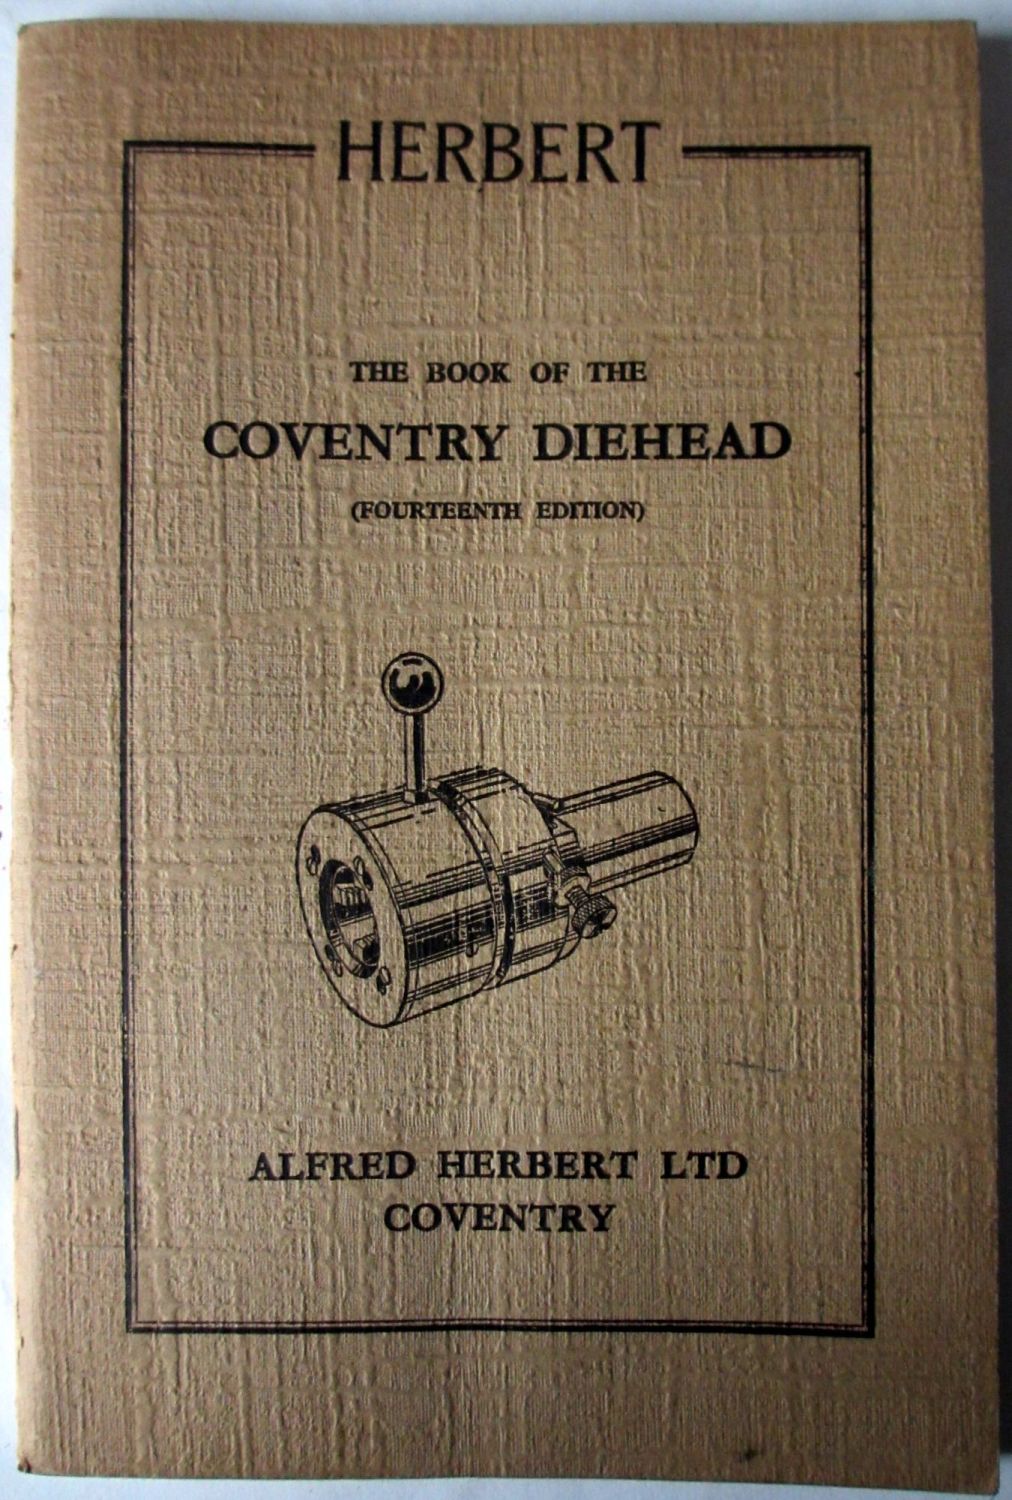 HERBERT
THE BOOK OF THE
COVENTRY DIEHEAD
(FOURTEENTH EDITION)
ALFRED HERBERT LTD
COVENTRY